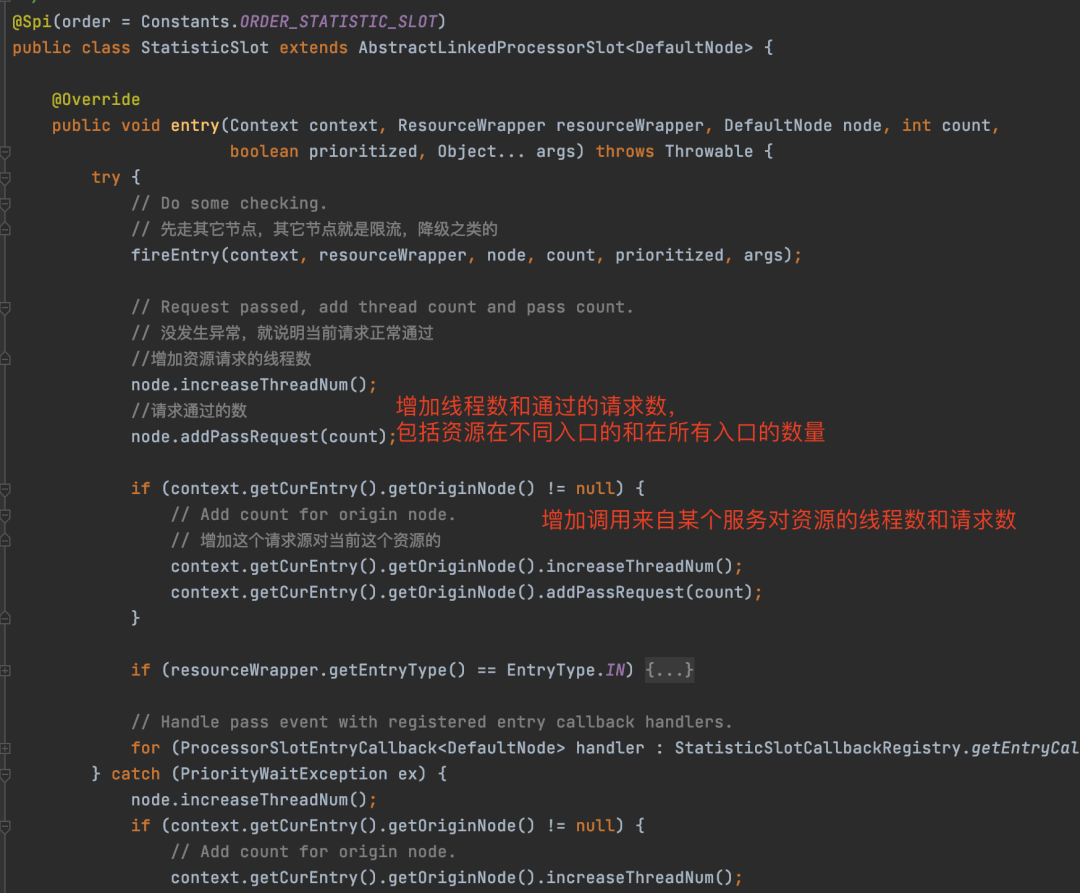 @Spi(order = Constants.ORDER_STATISTIC_SLOT)
public class StatisticSlot extends AbstractLinkedProcessorSlot<DefaultNode> {
@Override
public void entry(Context context, ResourceWrapper resourceWrapper, DefaultNode node, int count,
boolean prioritized, Object... args) throws Throwable {
try {
// Do some checking.
// 先走其它节点，其它节点就是限流，降级之类的
fireEntry(context, resourceWrapper, node, count, prioritized, args);
// Request passed, add thread count and pass count.
// 没发生异常，就说明当前请求正常通过
//增加资源请求的线程数
node.increaseThreadNum();
//请求通过的数
增加线程数和通过的请求数，
node.addPassRequest(count);
包括资源在不同入口的和在所有入口的数量
if (context.getCurEntry().getOriginNode() != null) {
// Add count for origin node.
增加调用来自某个服务对资源的线程数和请求数
// 增加这个请求源对当前这个资源的
context.getCurEntry().getOriginNode().increaseThreadNum();
context.getCurEntry().getOriginNode().addPassRequest(count);
}
if (resourceWrapper.getEntryType() == EntryType.IN) {...}
// Handle pass event with registered entry callback handlers.
for (ProcessorSlotEntryCallback<DefaultNode> handler : StatisticSlotCallbackRegistry.getEntryCal
} catch (PriorityWaitException ex) {
node.increaseThreadNum();
if (context.getCurEntry().getOriginNode() != null) {
// Add count for origin node.
context.getCurEntry().getOriginNode().increaseThreadNum();